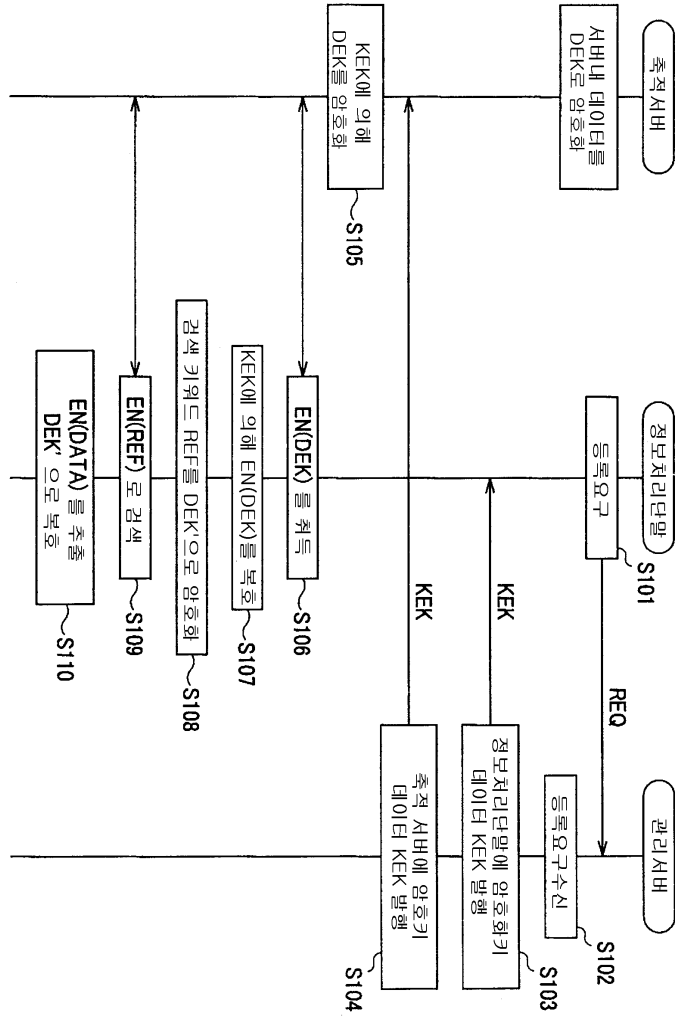 축적서버
정보처리단말
관리서버
서버내 데이터를
DEK로 암호화
등록요구
S101
REQ
등록요구수신
S102
정보처리단말에 암호화키
데이터 KEK 발행
S103
KEK
축적 서버에 암호키
데이터 KEK 발행
S104
KEK
KEK에 의해
DEK를 암호화
S105
EN(DEK) 를 취득
S106
KEK에 의해 EN(DEK)를 복호
S107
검색 키워드 REF를 DEK'으로 암호화
S108
EN(REF) 로 검색
S109
EN(DATA) 를 추출
DEK' 으로 복호
S110